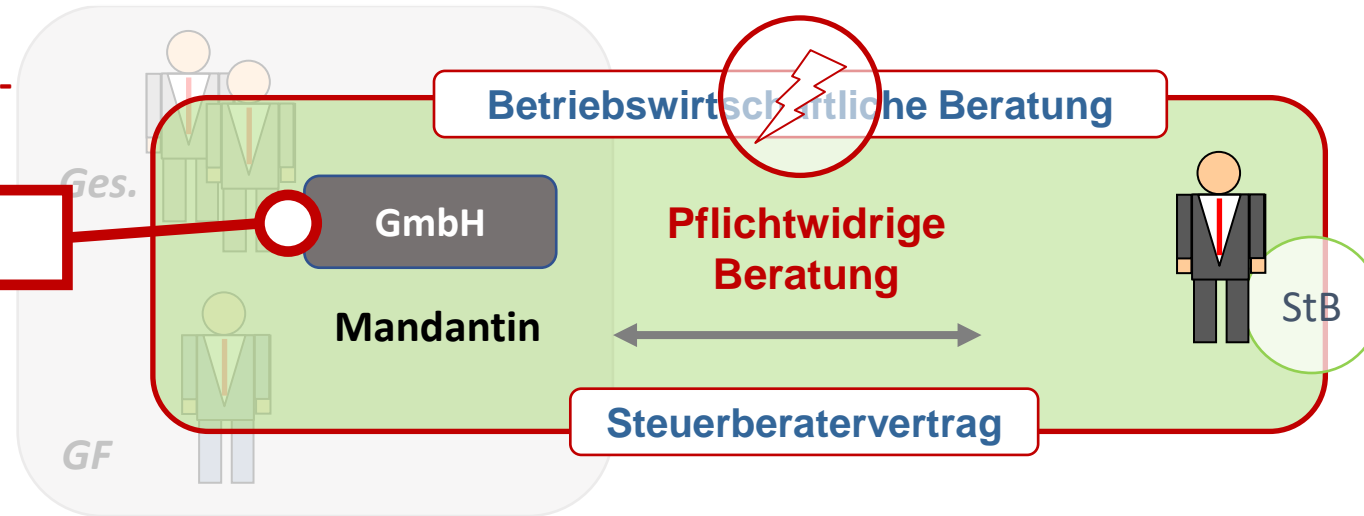 Betriebswirtschaftliche Beratung
Ges.
GmbH
Pflichtwidrige
Beratung
Mandantin
StB
Steuerberatervertrag
GF